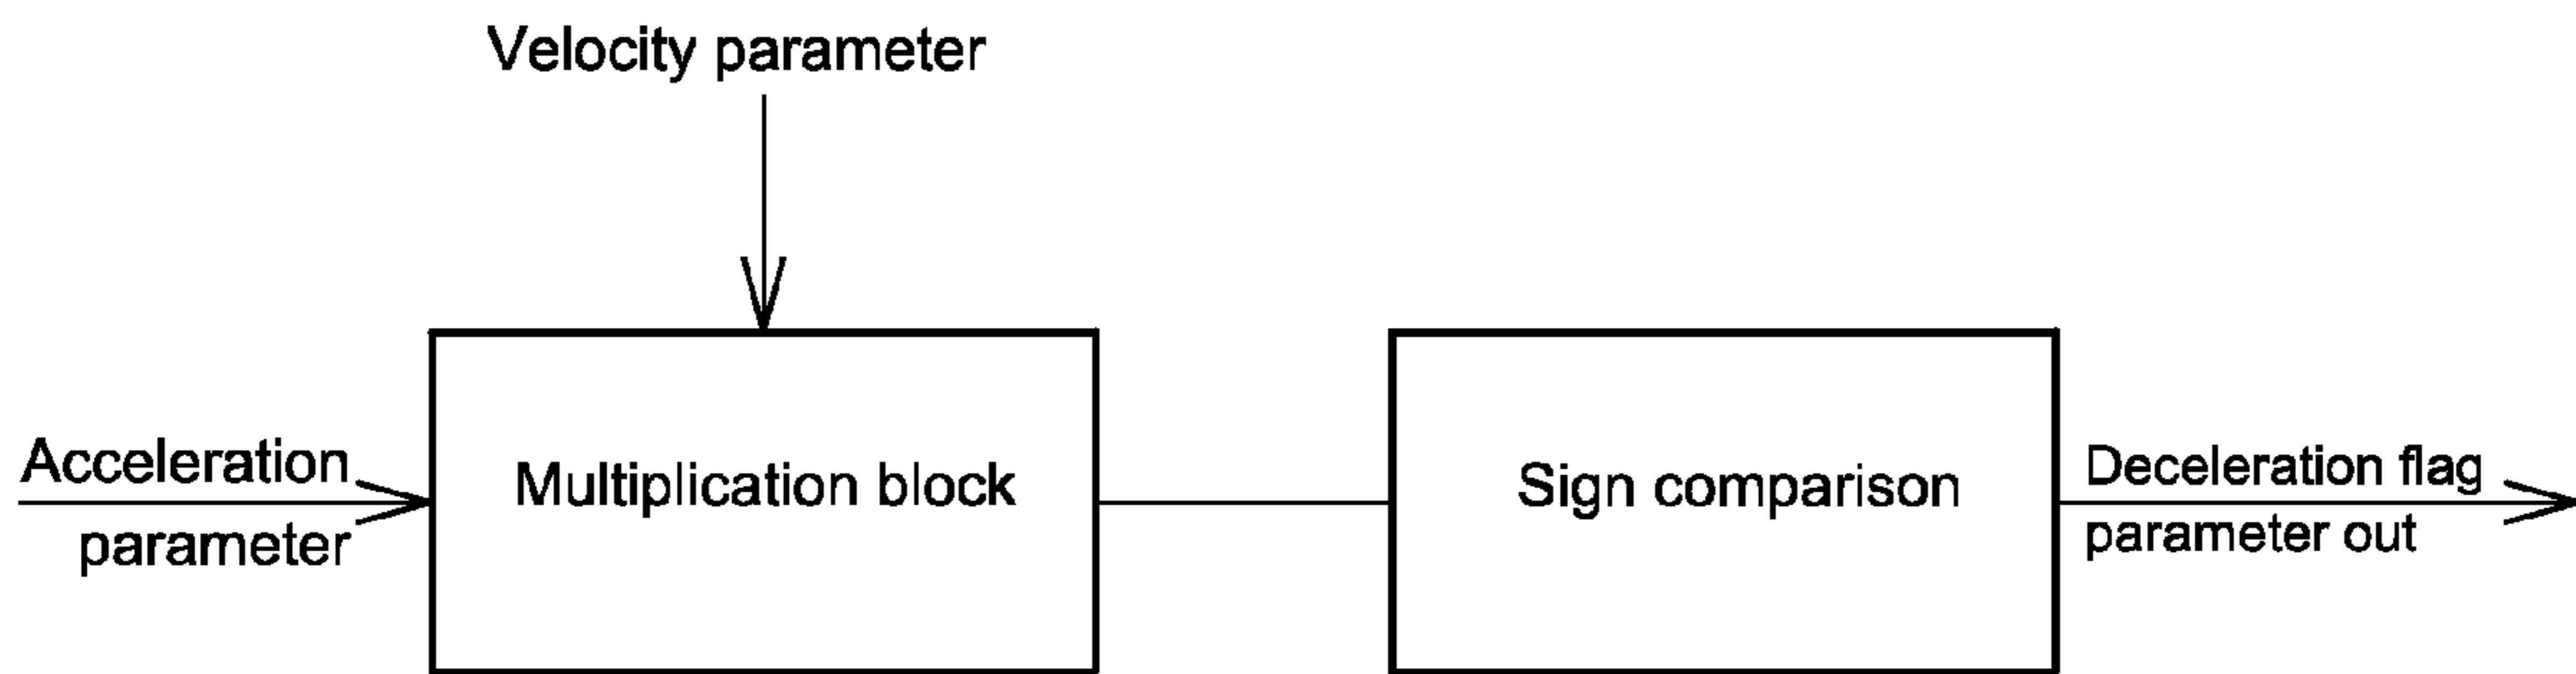 Velocity parameter
Acceleration
parameter
Multiplication block
Sign comparison
Deceleration flag
parameter out